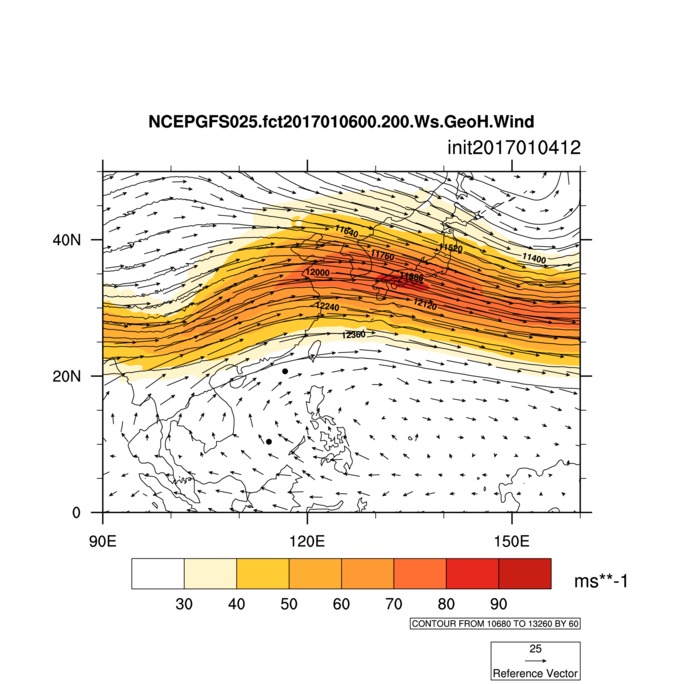 NCEPGFS025.fct2017010600.200.Ws.GeoH.Wind
init2017010412
40N
20N
0
90E 120E 150E
11640
11760
11520
11400
12000
11880
12240
12120
12360
30 40 50 60 70 80 90
ms**-1
CONTOUR FROM 10680 TO 13260 BY 60
25
Reference Vector